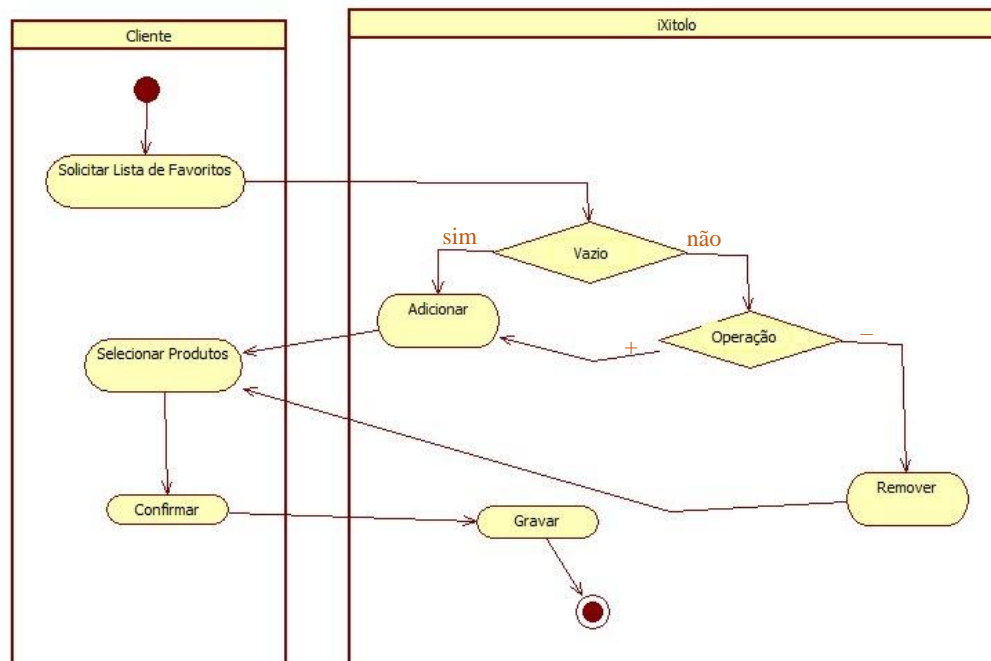 Cliente
iXitolo
Solicitar Lista de Favoritos
sim
não
Vazio
Adicionar
Operação
+
−
Selecionar Produtos
Remover
Confirmar
Gravar